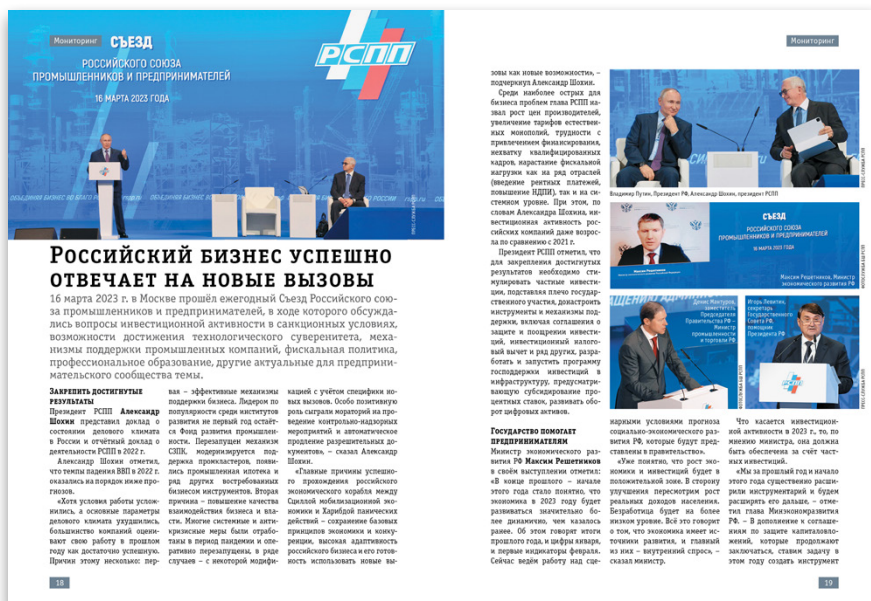 Мониторинг
СЪЕЗД
РОССИЙСКОГО СОЮЗА
ПРОМЫШЛЕННИКОВ И ПРЕДПРИНИМАТЕЛЕЙ
16 МАРТА 2023 ГОДА
РСПП
ПРЕСС-СЛУЖБА РСПП
РОССИЙСКИЙ БИЗНЕС УСПЕШНО
ОТВЕЧАЕТ НА НОВЫЕ ВЫЗОВЫ
16 марта 2023 г. в Москве прошёл ежегодный Съезд Российского сою-
за промышленников и предпринимателей, в ходе которого обсужда-
лись вопросы инвестиционной активности в санкционных условиях,
возможности достижения технологического суверенитета, меха-
низмы поддержки промышленных компаний, фискальная политика,
профессиональное образование, другие актуальные для предприни-
мательского сообщества темы.
ЗАКРЕПИТЬ ДОСТИГНУТЫЕ
РЕЗУЛЬТАТЫ
Президент РСПП Александр
Шохин представил доклад о
состоянии делового климата
в России и отчётный доклад о
деятельности РСПП в 2022 г.
Александр Шохин отметил,
что темпы падения ВВП в 2022 г.
оказались на порядок ниже про-
гнозов.
«Хотя условия работы услож-
нились, а основные параметры
делового климата ухудшились,
большинство компаний оцени-
вают свою работу в прошлом
году как достаточно успешную.
Причин этому несколько: пер-
вая – эффективные механизмы
поддержки бизнеса. Лидером по
популярности среди институтов
развития не первый год остаёт-
ся Фонд развития промышлен-
ности. Перезапущен механизм
СЗПК, модернизируется под-
держка промкластеров, появи-
лись промышленная ипотека и
ряд других востребованных
бизнесом инструментов. Вторая
причина – повышение качества
взаимодействия бизнеса и вла-
сти. Многие системные и анти-
кризисные меры были отрабо-
таны в период пандемии и опе-
ративно перезапущены, в ряде
случаев – с некоторой модифи-
кацией с учётом специфики но-
вых вызовов. Особо позитивную
роль сыграли мораторий на про-
ведение контрольно-надзорных
мероприятий и автоматическое
продление разрешительных до-
кументов», – сказал Александр
Шохин.
«Главные причины успешно-
го прохождения российского
экономического корабля между
Сциллой мобилизационной эко-
номики и Харибдой панических
действий – сохранение базовых
принципов экономики и конку-
ренции, высокая адаптивность
российского бизнеса и его готов-
ность использовать новые вы-
18
Мониторинг
зовы как новые возможности», –
подчеркнул Александр Шохин.
Среди наиболее острых для
бизнеса проблем глава РСПП на-
звал рост цен производителей,
увеличение тарифов естествен-
ных монополий, трудности с
привлечением финансирования,
нехватку квалифицированных
кадров, нарастание фискальной
нагрузки как на ряд отраслей
(введение рентных платежей,
повышение НДПИ), так и на си-
стемном уровне. При этом, по
словам Александра Шохина, ин-
вестиционная активность рос-
сийских компаний даже возрос-
ла по сравнению с 2021 г.
Президент РСПП отметил, что
для закрепления достигнутых
результатов необходимо сти-
мулировать частные инвести-
ции, подставляя плечо государ-
ственного участия, донастроить
инструменты и механизмы под-
держки, включая соглашения о
защите и поощрении инвести-
ций, инвестиционный налого-
вый вычет и ряд других, разра-
ботать и запустить программу
господдержки инвестиций в
инфраструктуру, предусматри-
вающую субсидирование про-
центных ставок, развивать обо-
рот цифровых активов.
ГОСУДАРСТВО ПОМОГАЕТ
ПРЕДПРИНИМАТЕЛЯМ
Министр экономического раз-
вития РФ Максим Решетников
в своём выступлении отметил:
«В конце прошлого – начале
этого года стало понятно, что
экономика в 2023 году будет
развиваться значительно бо-
лее динамично, чем казалось
ранее. Об этом говорят итоги
прошлого года, и цифры января,
и первые индикаторы февраля.
Сейчас ведём работу над сце-
ПРЕСС-СЛУЖБА РСПП
Владимир Путин, Президент РФ, Александр Шохин, президент РСПП
СЪЕЗД
РОССИЙСКОГО СОЮЗА
ПРОМЫШЛЕННИКОВ И ПРЕДПРИНИМАТЕЛЕЙ
16 МАРТА 2023 ГОДА
Максим Решетников, Министр
экономического развития РФ
Денис Мантуров,
заместитель
Председателя
Правительства РФ –
Министр
промышленности
и торговли РФ
Игорь Левитин,
секретарь
Государственного
Совета РФ,
помощник
Президента РФ
РСПП
ПРЕСС-СЛУЖБА РСПП
нарными условиями прогноза
социально-экономического раз-
вития РФ, которые будут пред-
ставлены в правительство».
«Уже понятно, что рост эко-
номики и инвестиций будет в
положительной зоне. В сторону
улучшения пересмотрим рост
реальных доходов населения.
Безработица будет на более
низком уровне. Всё это говорит
о том, что экономика имеет ис-
точники развития, и главный
из них – внутренний спрос», –
сказал министр.
Что касается инвестицион-
ной активности в 2023 г., то, по
мнению министра, она должна
быть обеспечена за счёт част-
ных инвестиций.
«Мы за прошлый год и начало
этого года существенно расши-
рили инструментарий и будем
расширять его дальше, – отме-
тил глава Минэкономразвития
РФ. – В дополнение к соглаше-
ниям по защите капиталовло-
жений, которые продолжают
заключаться, ставим задачу в
этом году создать инструмент
19